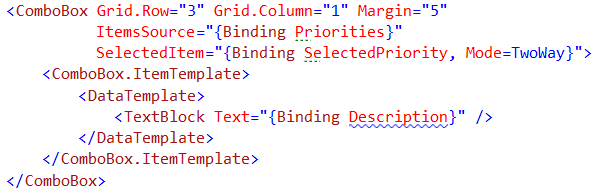 <ComboBox Grid.Row="3" Grid.Column="1" Margin="5"
ItemsSource="{Binding Priorities}"
SelectedItem="{Binding SelectedPriority, Mode=TwoWay}">
<ComboBox.ItemTemplate>
<DataTemplate>
<TextBlock Text="{Binding Description}" />
</DataTemplate>
</ComboBox.ItemTemplate>
</ComboBox>